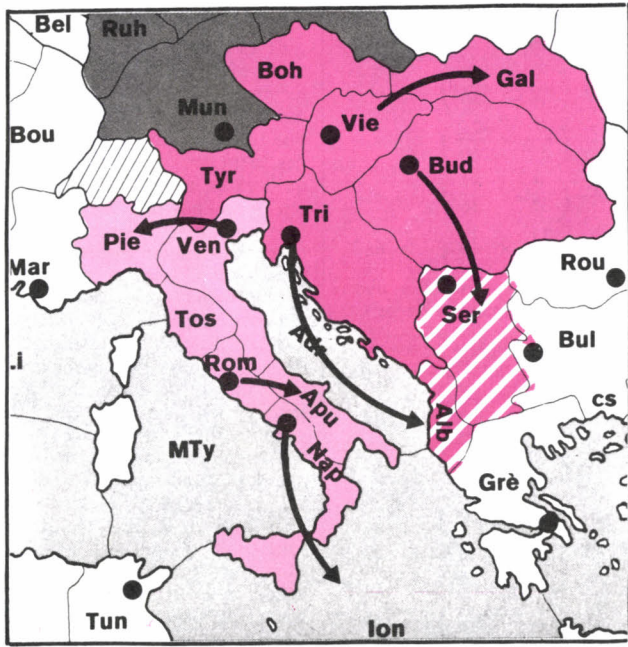 Bel
Ruh
Boh
Gal
Mun
Vie
Bou
Bud
Tyr
Tri
Pie
Ven
Mar
Rou
Ser
Tos
Adr
Bul
Rom
Apu
cs
Alb
Nap
MTy
Grè
Tun
Ion